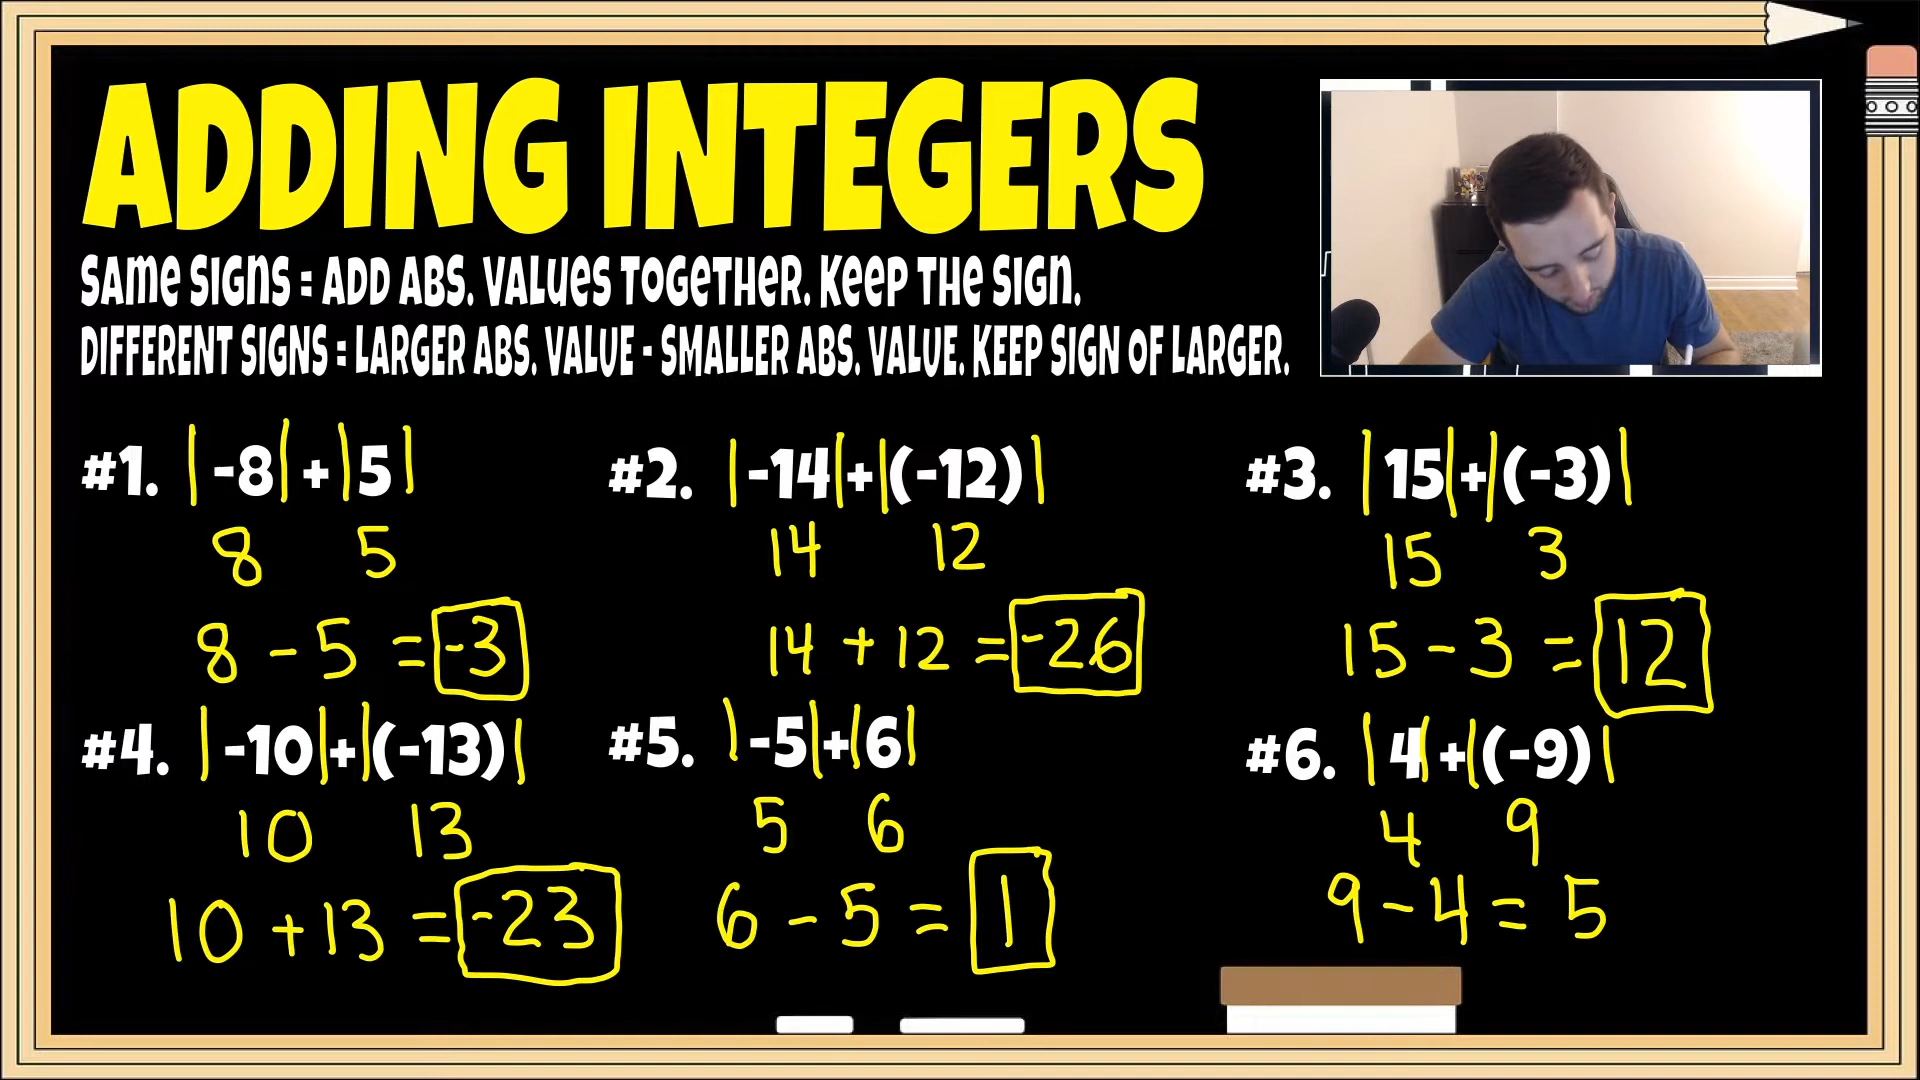 ADDING INTEGERS
SAME SIGNS = ADD ABS. VALUES TOGETHER. KEEP THE SIGN.
DIFFERENT SIGNS = LARGER ABS. VALUE - SMALLER ABS. VALUE. KEEP SIGN OF LARGER.
#1. |-8| + |5|
8 5
8 - 5 = -3
#2. |-14|+|(-12)|
14 12
14 + 12 = -26
#3. |15|+|(-3)|
15 3
15 - 3 = 12
#4. |-10|+|(-13)|
10 13
10 + 13 = -23
#5. |-5|+|6|
5 6
6 - 5 = 1
#6. |4|+|(-9)|
4 9
9 - 4 = 5